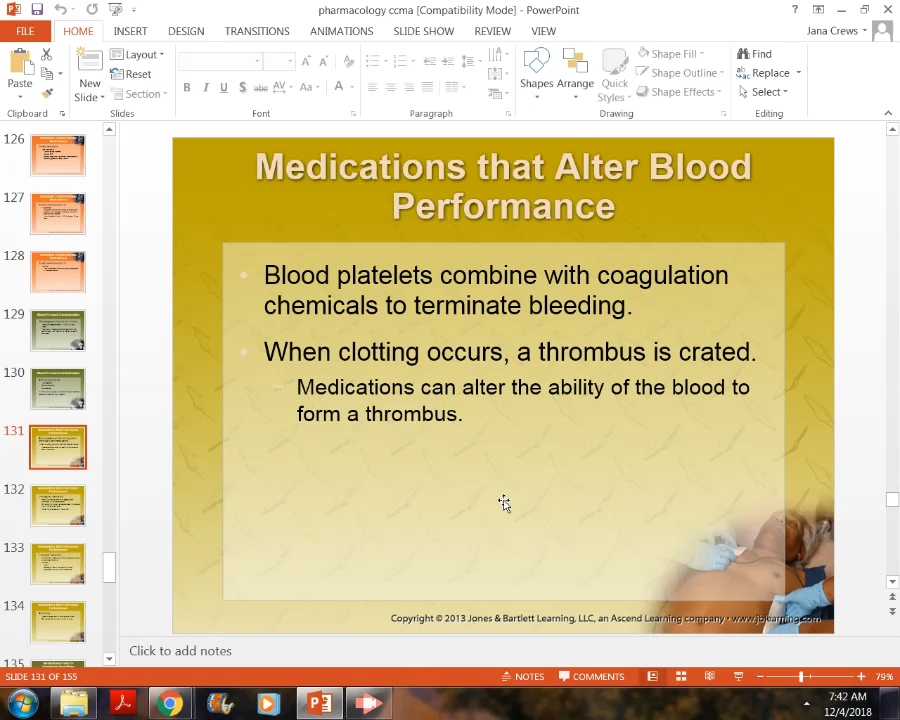 pharmacology ccma [Compatibility Mode] - PowerPoint
FILE HOME INSERT DESIGN TRANSITIONS ANIMATIONS SLIDE SHOW REVIEW VIEW Jana Crews
Paste
Clipboard
New Slide
Layout
Reset
Section
Slides
B I U S abc AV Aa A
Font
Paragraph
Shapes
Arrange
Quick Styles
Shape Fill
Shape Outline
Shape Effects
Drawing
Find
Replace
Select
Editing
126
127
128
129
130
131
132
133
134
135
Medications that Alter Blood
Performance
Blood platelets combine with coagulation
chemicals to terminate bleeding.
When clotting occurs, a thrombus is crated.
Medications can alter the ability of the blood to
form a thrombus.
Copyright © 2013 Jones & Bartlett Learning, LLC, an Ascend Learning company • www.jblearning.com
Click to add notes
SLIDE 131 OF 155 NOTES COMMENTS 79%
7:42 AM
12/4/2018